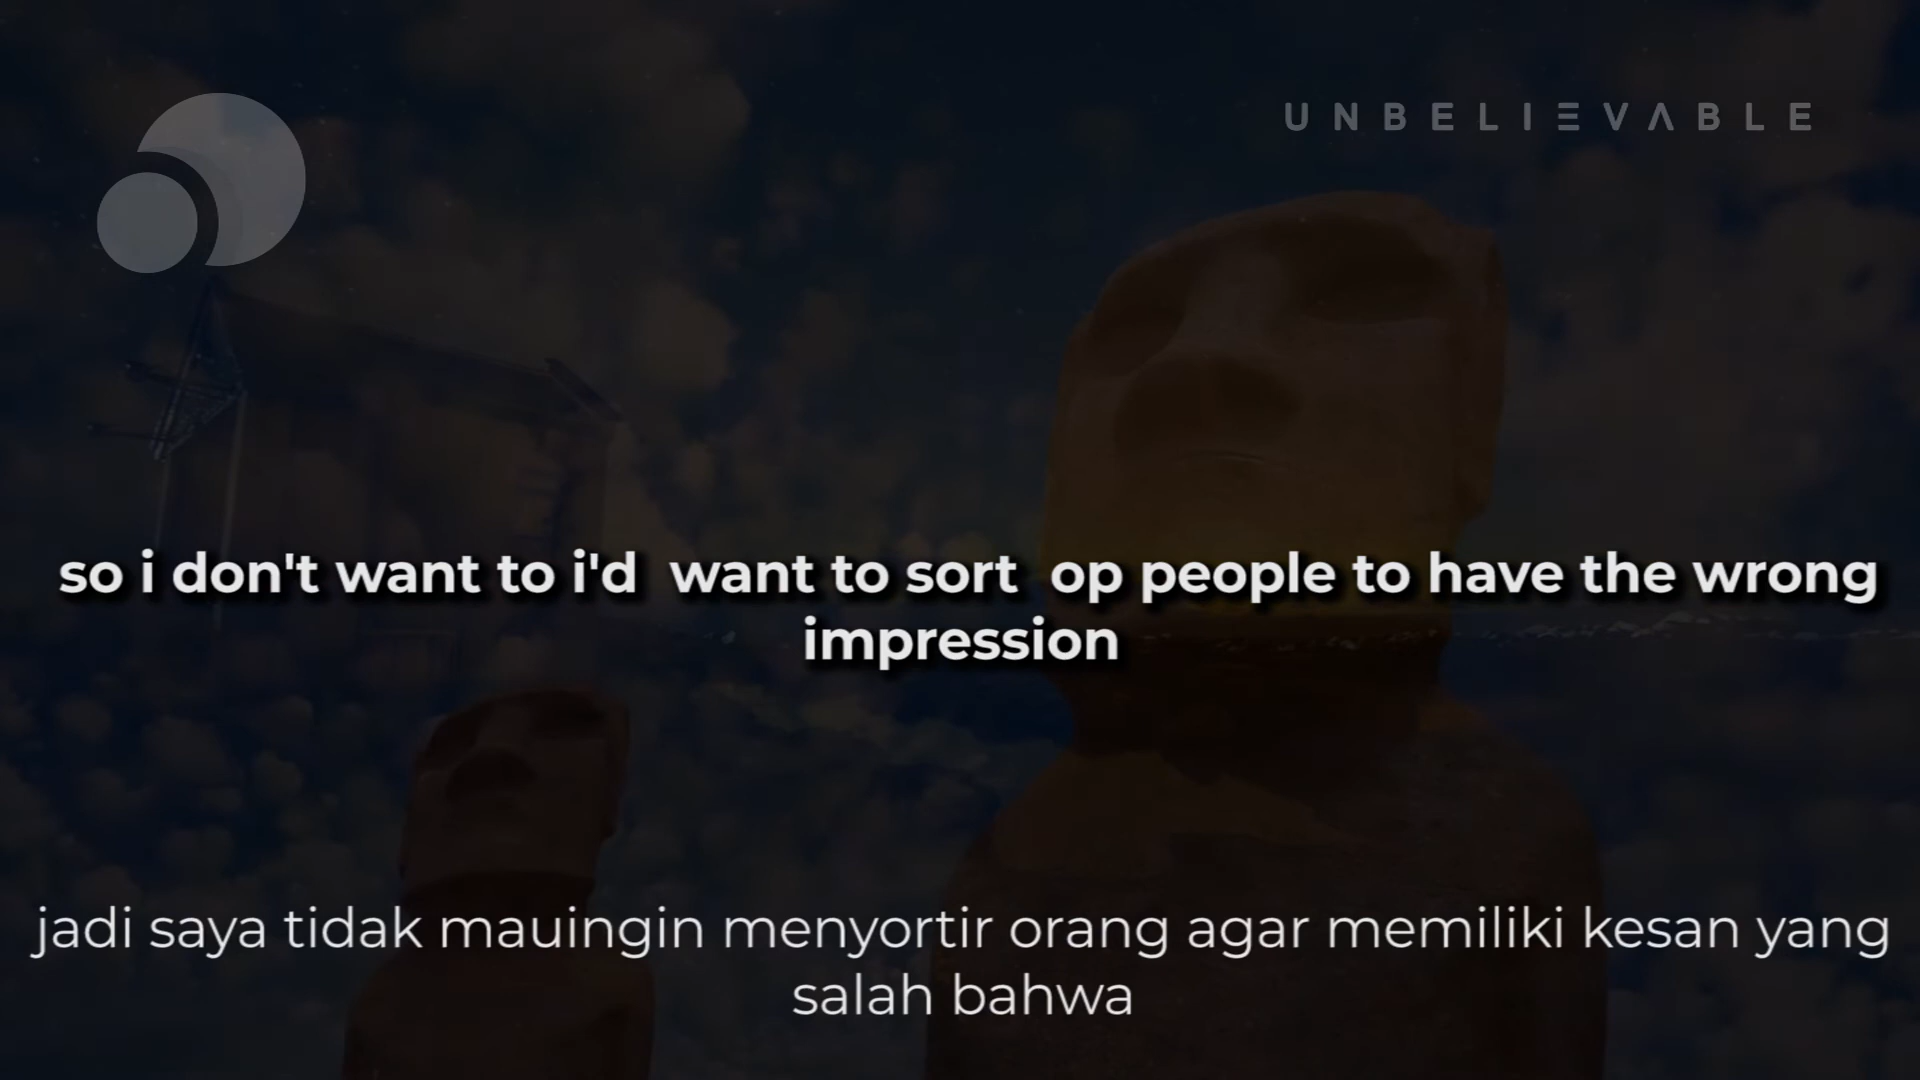 UNBELIEVABLE
so i don't want to i'd  want to sort  op people to have the wrong
impression
jadi saya tidak mauingin menyortir orang agar memiliki kesan yang
salah bahwa